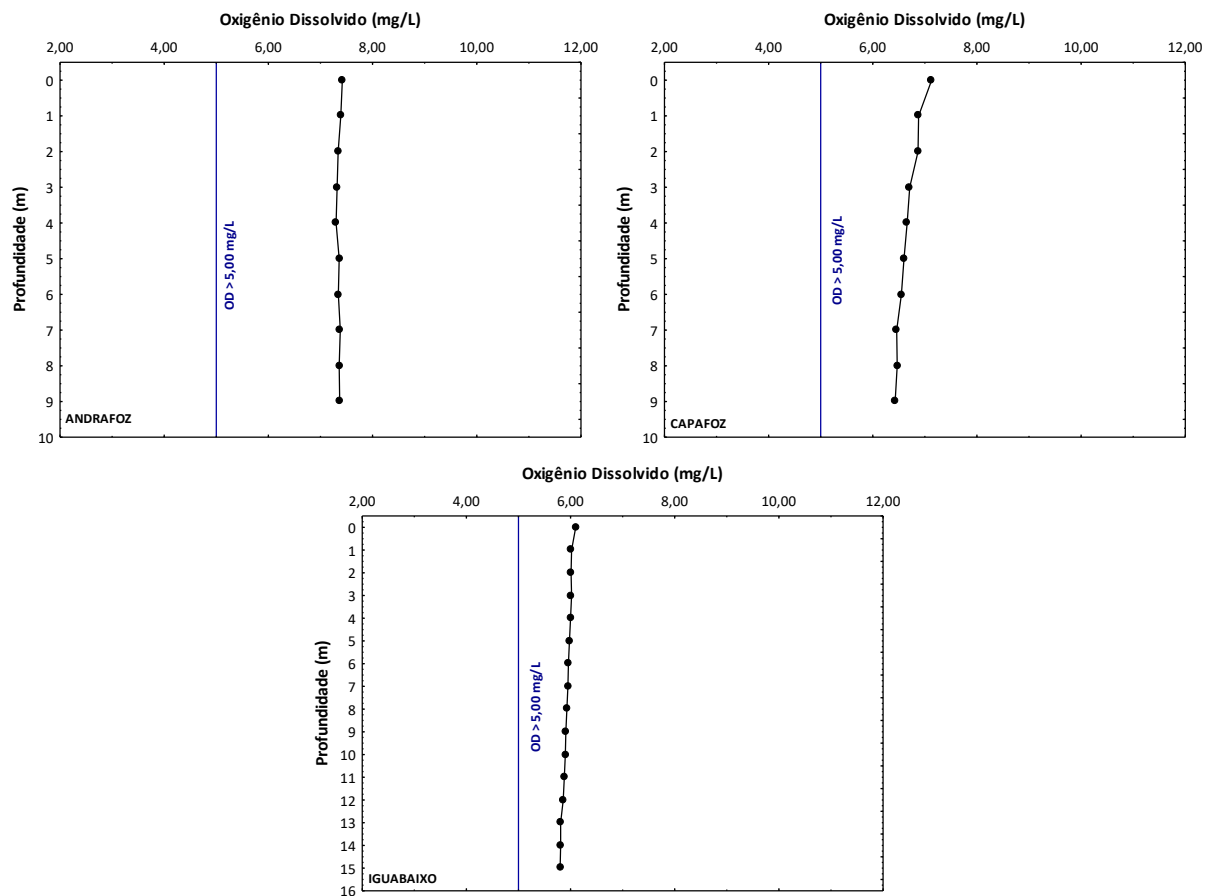 Oxigênio Dissolvido (mg/L)
2,00 4,00 6,00 8,00 10,00 12,00
0
1
2
3
4
5
6
7
8
9
10
Profundidade (m)
OD > 5,00 mg/L
ANDRAFOZ
Oxigênio Dissolvido (mg/L)
2,00 4,00 6,00 8,00 10,00 12,00
0
1
2
3
4
5
6
7
8
9
10
Profundidade (m)
OD > 5,00 mg/L
CAPAFOZ
Oxigênio Dissolvido (mg/L)
2,00 4,00 6,00 8,00 10,00 12,00
0
1
2
3
4
5
6
7
8
9
10
11
12
13
14
15
16
Profundidade (m)
OD > 5,00 mg/L
IGUABAIXO